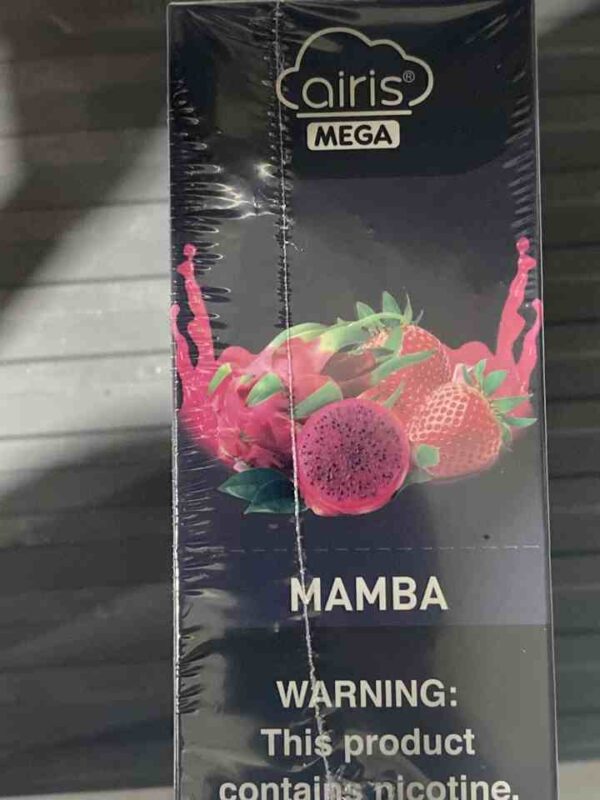 airis®
MEGA
MAMBA
WARNING:
This product
contains nicotine.